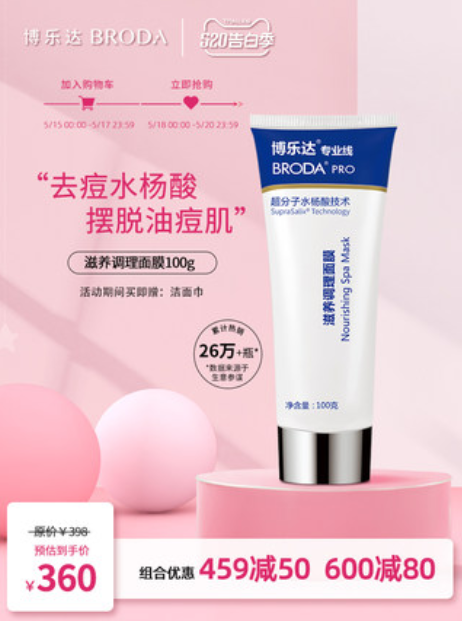 博乐达 BRODA
520告白季
加入购物车 立即抢购
5/15 00:00 -5/17 23:59 5/18 00:00 -5/20 23:59
“去痘水杨酸
摆脱油痘肌”
滋养调理面膜100g
活动期间买即赠：洁面巾
累计热销
26万+瓶*
*数据来源于
生意参谋
博乐达® 专业线
BRODA® PRO
超分子水杨酸技术
SupraSalix® Technology
滋养调理面膜
Nourishing Spa Mask
净含量：100克
原价￥398
预估到手价
￥360
组合优惠 459减50 600减80